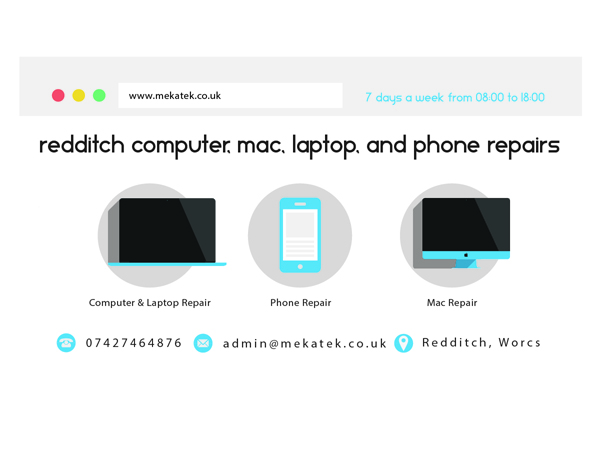 www.mekatek.co.uk
7 days a week from 08:00 to 18:00
redditch computer, mac, laptop, and phone repairs
Computer & Laptop Repair
Phone Repair
Mac Repair
07427464876
admin@mekatek.co.uk
Redditch, Worcs